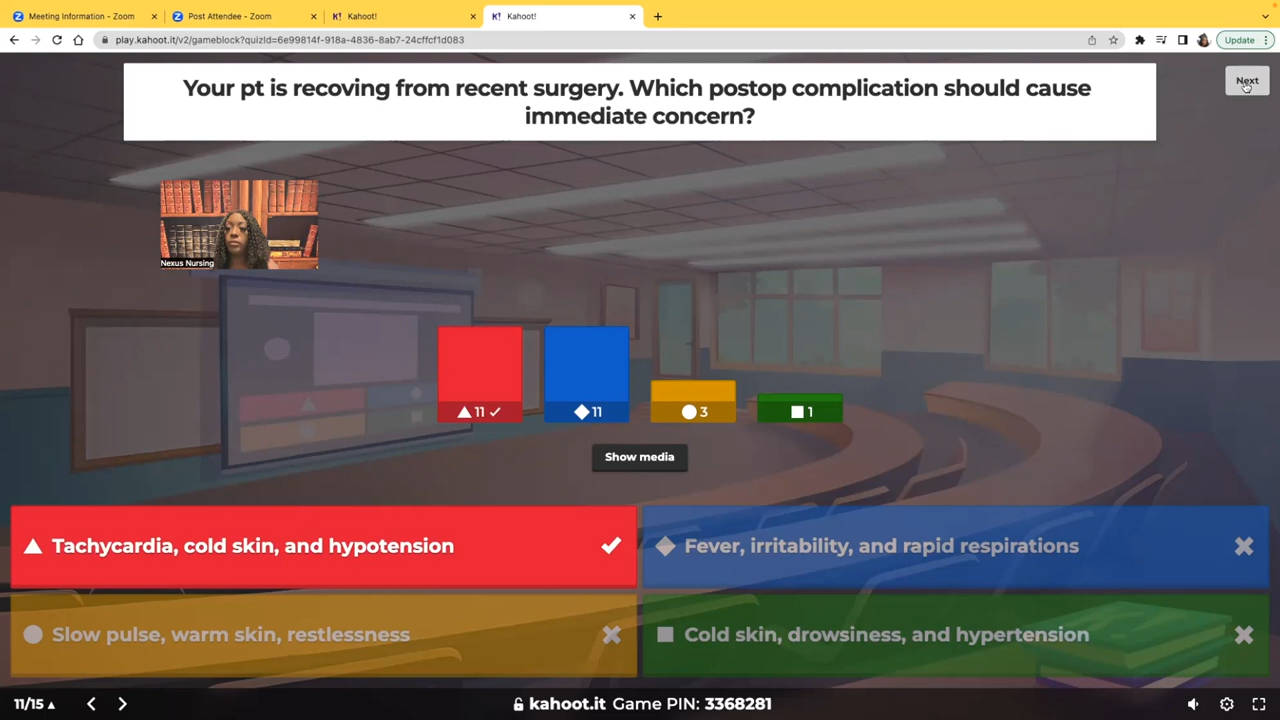 Meeting Information - Zoom
Post Attendee - Zoom
K! Kahoot!
K! Kahoot!
play.kahoot.it/v2/gameblock?quizId=6e99814f-918a-4836-8ab7-24cffcf1d083
Update
Your pt is recoving from recent surgery. Which postop complication should cause
immediate concern?
Next
Nexus Nursing
11
11
3
1
Show media
Tachycardia, cold skin, and hypotension
Fever, irritability, and rapid respirations
Slow pulse, warm skin, restlessness
Cold skin, drowsiness, and hypertension
11/15
kahoot.it Game PIN: 3368281